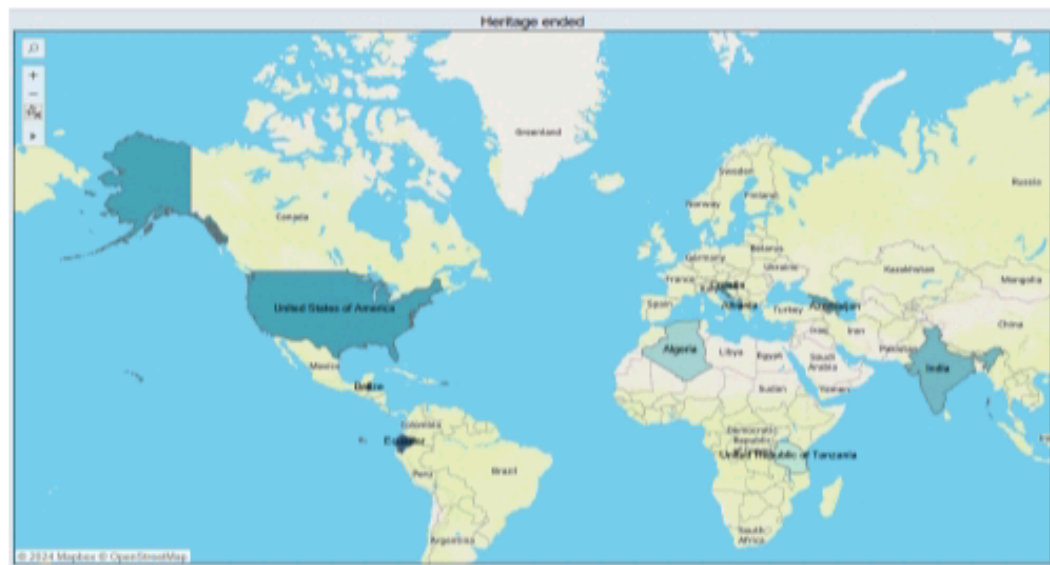 Heritage ended
Greenland
Sweden
Finland
Russia
Norway
Canada
Belarus
Germany
Ukraine
Kazakhstan
France
Mongolia
Croatia
Spain
Albania
Turkey
Azerbaijan
United States of America
China
Iraq
Iran
Algeria
Libya
Egypt
Pakistan
Saudi
Arabia
India
Mexico
Belize
Sudan
Yemen
Colombia
Ecuador
Democratic
Republic
United Republic of Tanzania
Peru
Brazil
South
Africa
Argentina
© 2024 Mapbox © OpenStreetMap